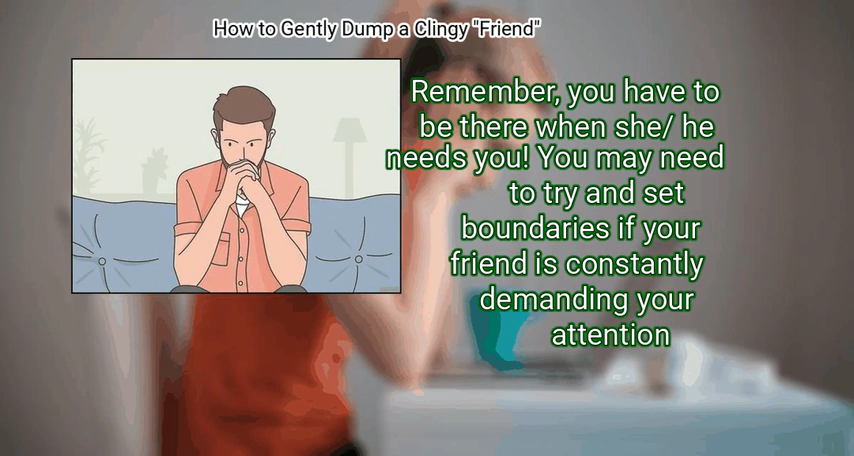 How to Gently Dump a Clingy "Friend"
Remember, you have to
be there when she/ he
needs you! You may need
to try and set
boundaries if your
friend is constantly
demanding your
attention